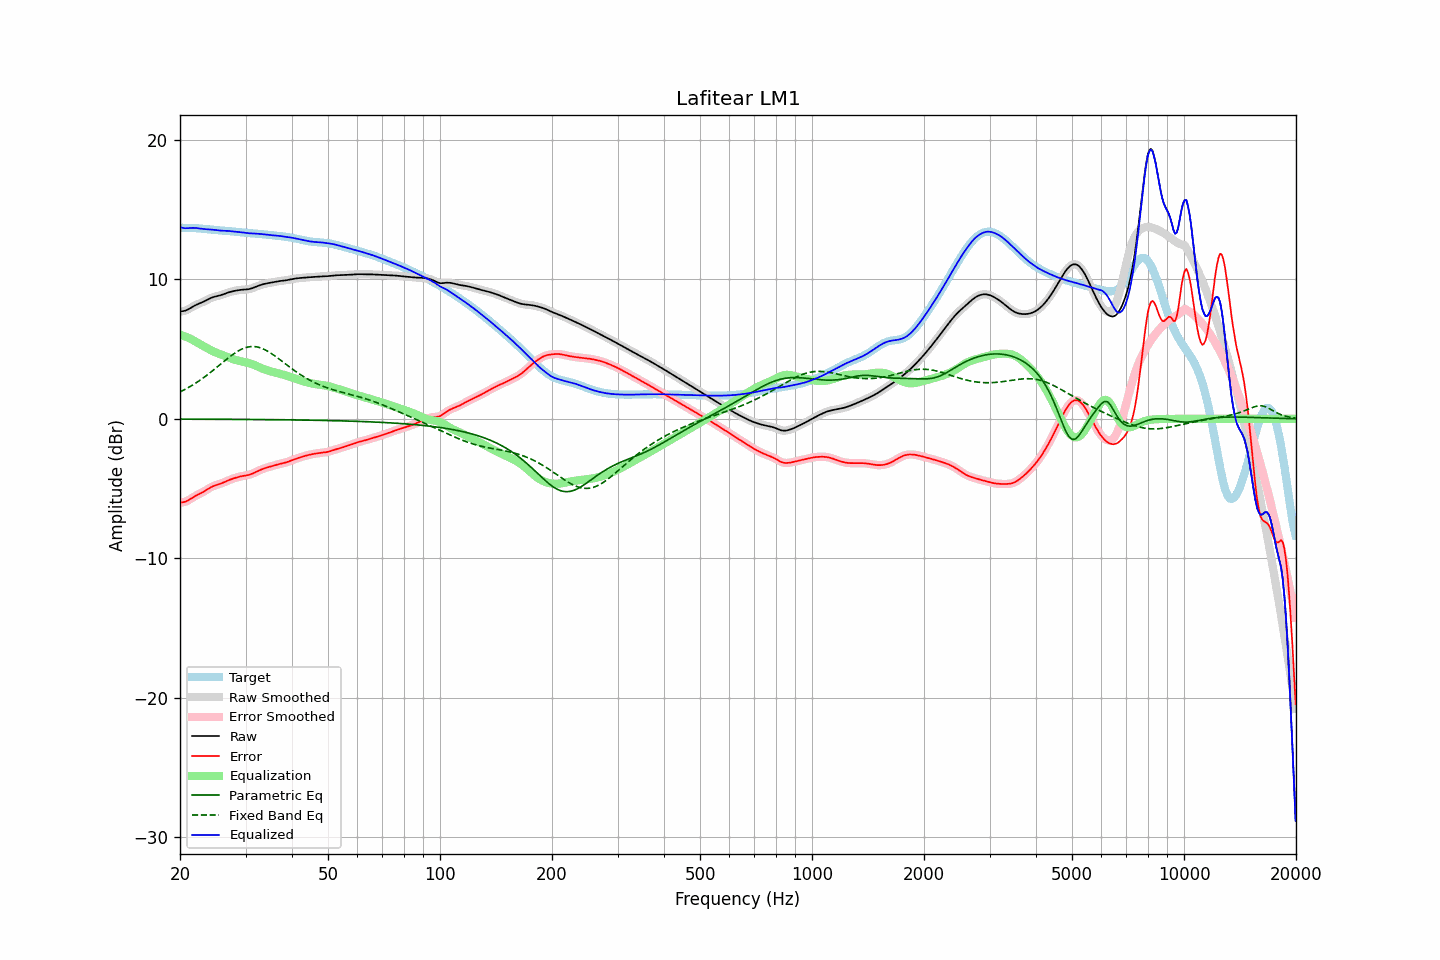 Lafitear LM1
20
10
0
−10
−20
−30
Amplitude (dBr)
Target
Raw Smoothed
Error Smoothed
Raw
Error
Equalization
Parametric Eq
Fixed Band Eq
Equalized
20 50 100 200 500 1000 2000 5000 10000 20000
Frequency (Hz)